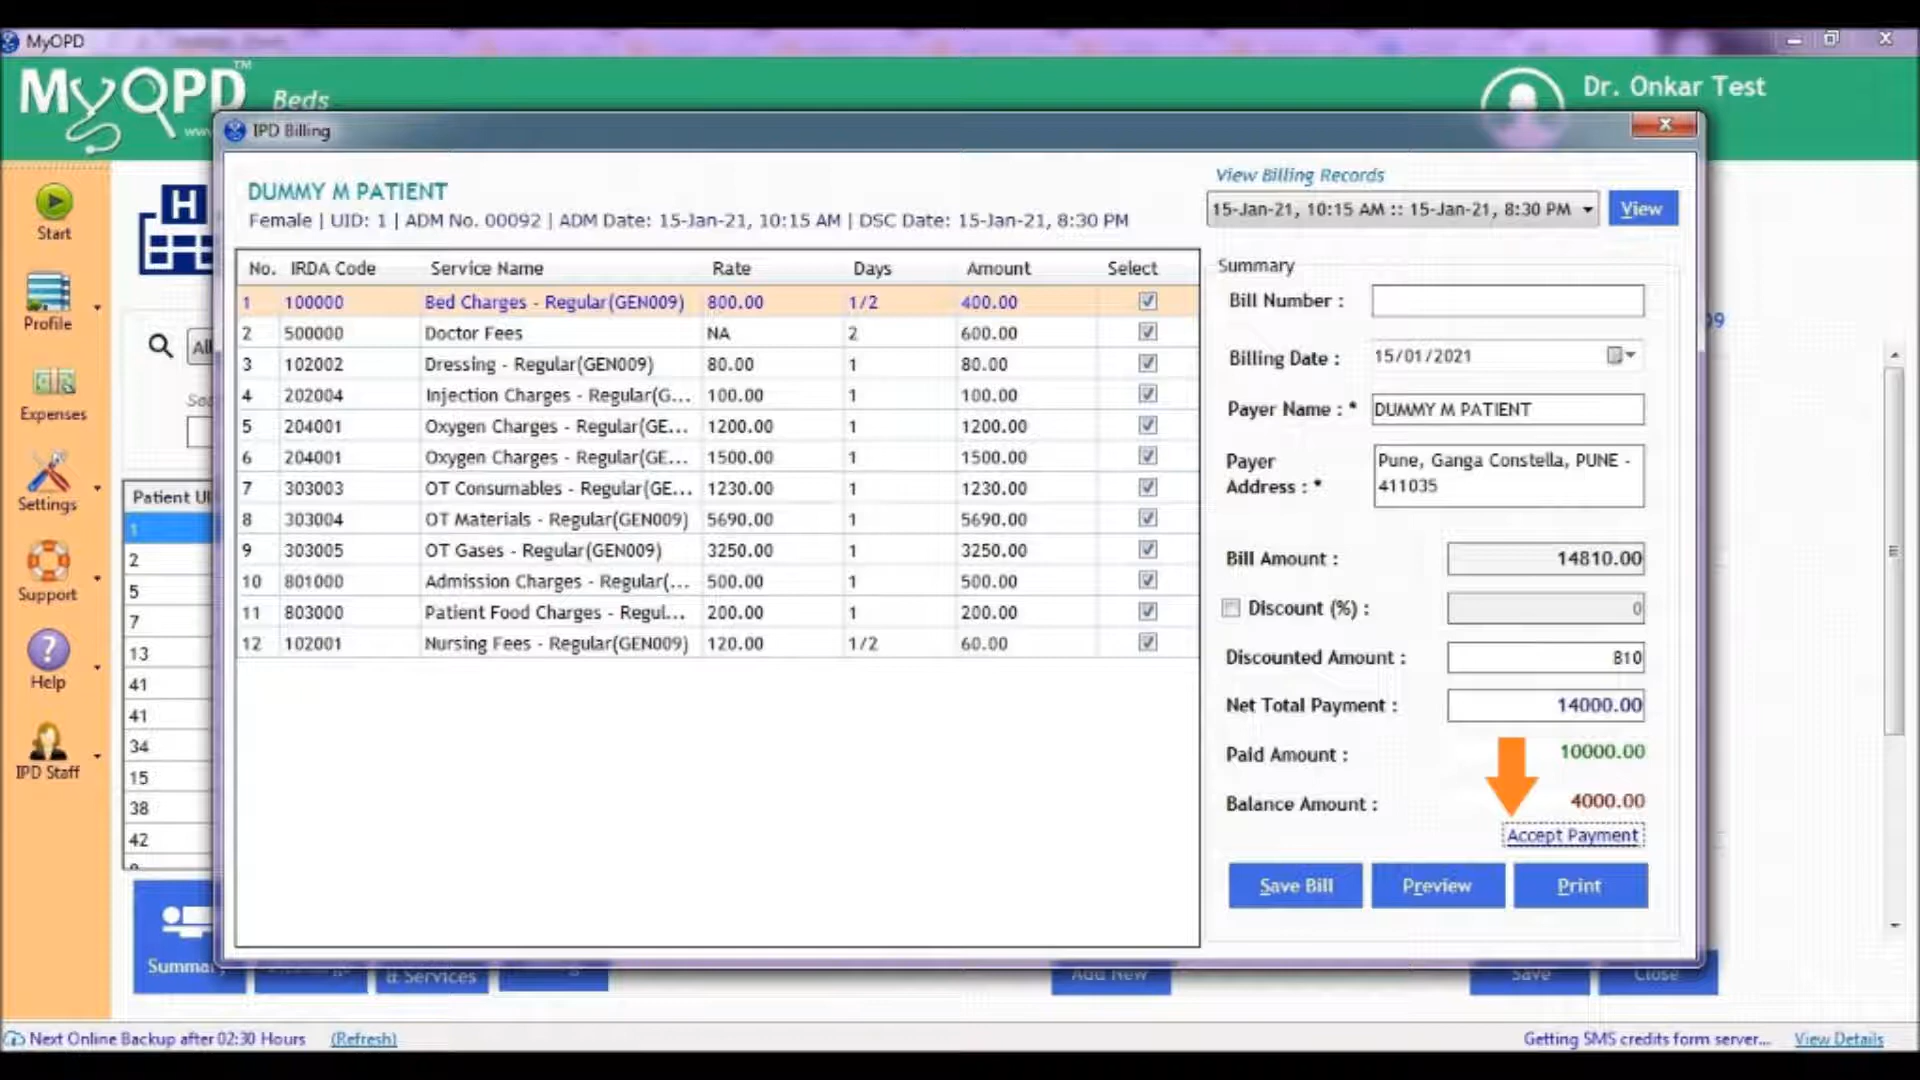 MyOPD
MyOPD™
Beds
Dr. Onkar Test
IPD Billing
DUMMY M PATIENT
Female | UID: 1 | ADM No. 00092 | ADM Date: 15-Jan-21, 10:15 AM | DSC Date: 15-Jan-21, 8:30 PM
View Billing Records
15-Jan-21, 10:15 AM :: 15-Jan-21, 8:30 PM View
No. IRDA Code Service Name Rate Days Amount Select
1 100000 Bed Charges - Regular(GEN009) 800.00 1/2 400.00
2 500000 Doctor Fees NA 2 600.00
3 102002 Dressing - Regular(GEN009) 80.00 1 80.00
4 202004 Injection Charges - Regular(G... 100.00 1 100.00
5 204001 Oxygen Charges - Regular(GE... 1200.00 1 1200.00
6 204001 Oxygen Charges - Regular(GE... 1500.00 1 1500.00
7 303003 OT Consumables - Regular(GE... 1230.00 1 1230.00
8 303004 OT Materials - Regular(GEN009) 5690.00 1 5690.00
9 303005 OT Gases - Regular(GEN009) 3250.00 1 3250.00
10 801000 Admission Charges - Regular(... 500.00 1 500.00
11 803000 Patient Food Charges - Regul... 200.00 1 200.00
12 102001 Nursing Fees - Regular(GEN009) 120.00 1/2 60.00
Summary
Bill Number :
Billing Date : 15/01/2021
Payer Name : * DUMMY M PATIENT
Payer Address : * Pune, Ganga Constella, PUNE -
411035
Bill Amount : 14810.00
Discount (%) : 0
Discounted Amount : 810
Net Total Payment : 14000.00
Paid Amount : 10000.00
Balance Amount : 4000.00
Accept Payment
Save Bill Preview Print
Start
Profile
Expenses
Settings
Support
Help
IPD Staff
H
All
Patient UI
1
2
5
7
13
41
41
34
15
38
42
& Services
Add New
Save
Close
Next Online Backup after 02:30 Hours (Refresh)
Getting SMS credits form server... View Details